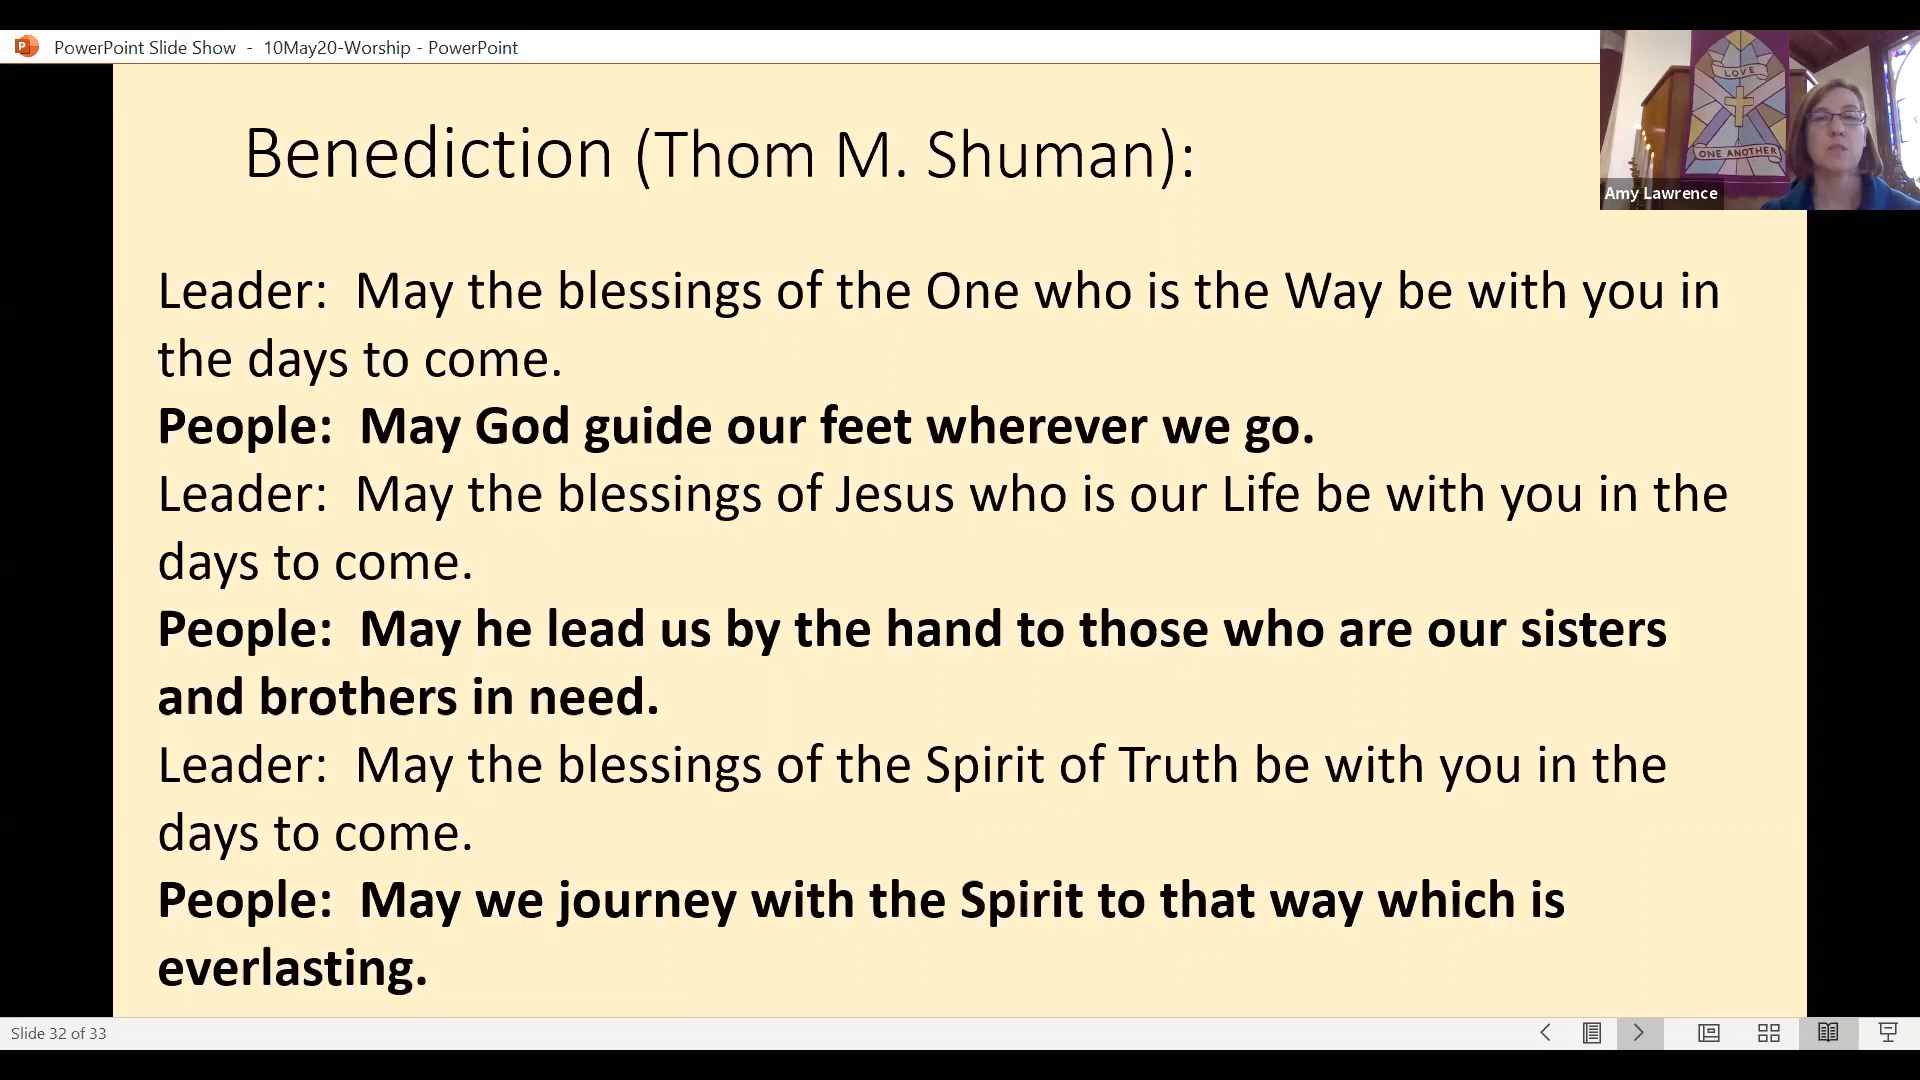 PowerPoint Slide Show - 10May20-Worship - PowerPoint
LOVE
ONE ANOTHER
Amy Lawrence
Benediction (Thom M. Shuman):
Leader:  May the blessings of the One who is the Way be with you in
the days to come.
People:  May God guide our feet wherever we go.
Leader:  May the blessings of Jesus who is our Life be with you in the
days to come.
People:  May he lead us by the hand to those who are our sisters
and brothers in need.
Leader:  May the blessings of the Spirit of Truth be with you in the
days to come.
People:  May we journey with the Spirit to that way which is
everlasting.
Slide 32 of 33